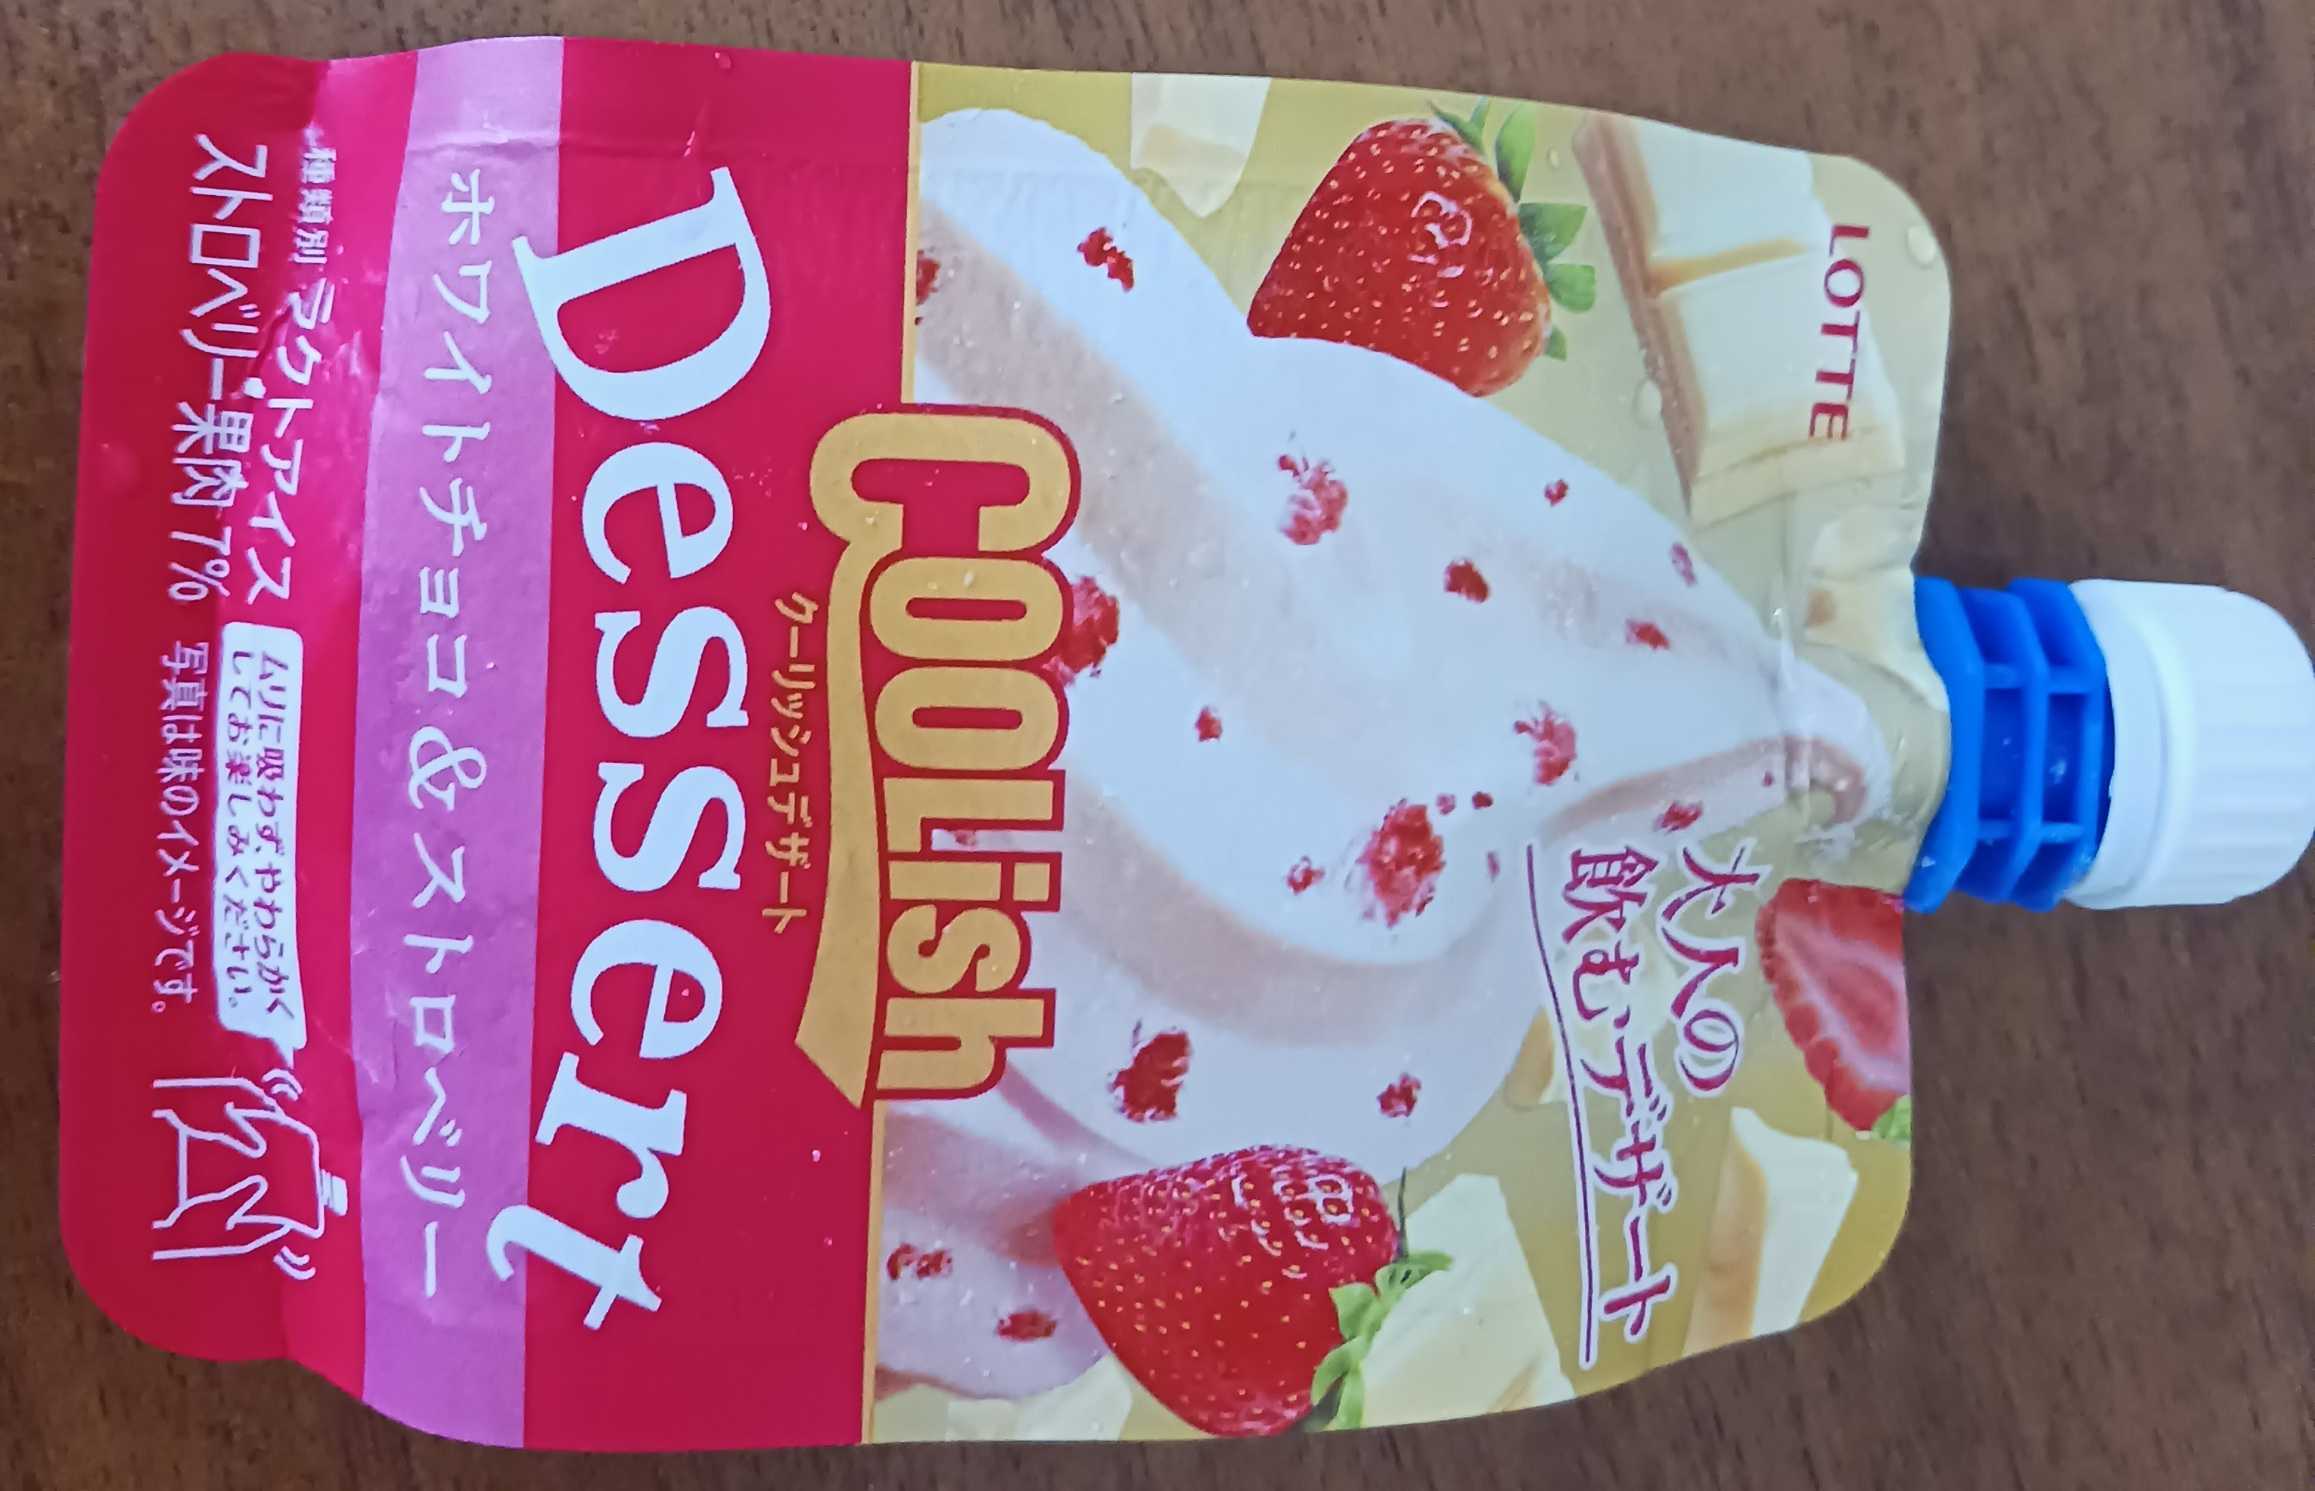 LOTTE
大人の
飲むデザート
COOLish
クーリッシュデザート
Dessert
ホワイトチョコ&ストロベリー
種類別 ラクトアイス
ストロベリー果肉7%
ムリに吸わず、やわらかく
してお楽しみください。
写真は味のイメージです。